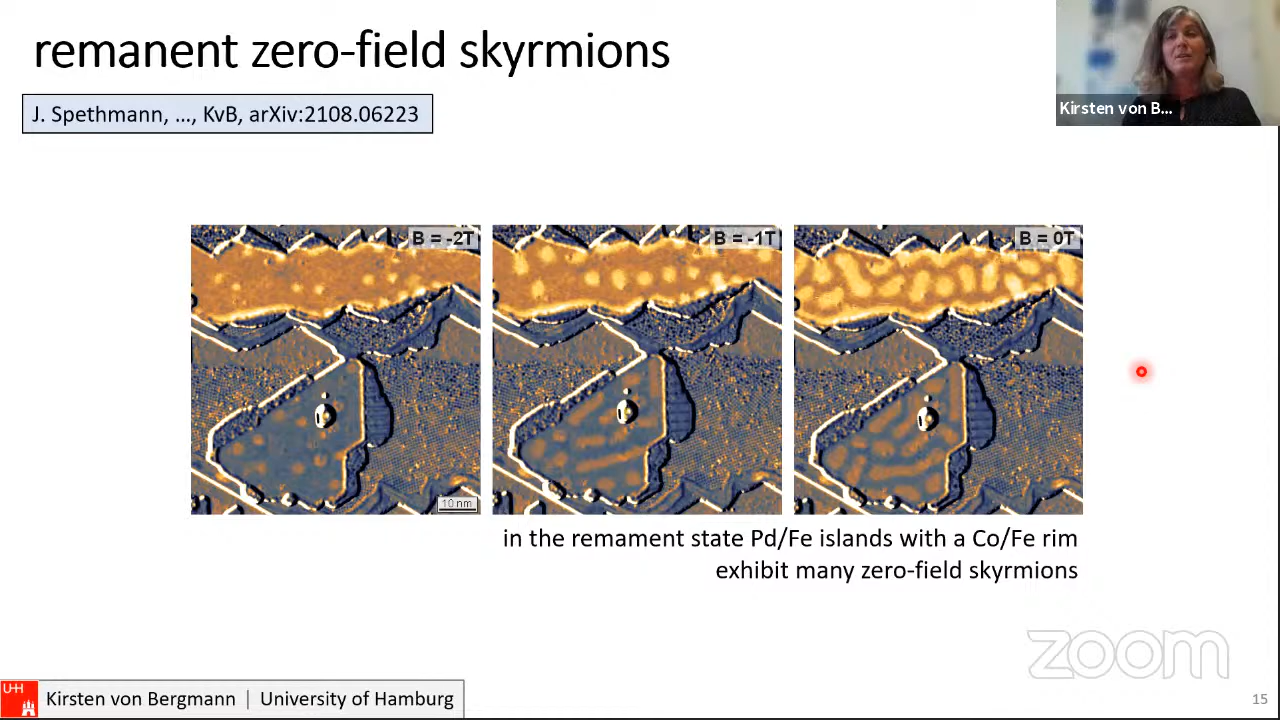 remanent zero-field skyrmions
Kirsten von B...
J. Spethmann, ..., KvB, arXiv:2108.06223
B = -2T
B = -1T
B = 0T
10 nm
in the remament state Pd/Fe islands with a Co/Fe rim
exhibit many zero-field skyrmions
zoom
UHH
Kirsten von Bergmann | University of Hamburg
15